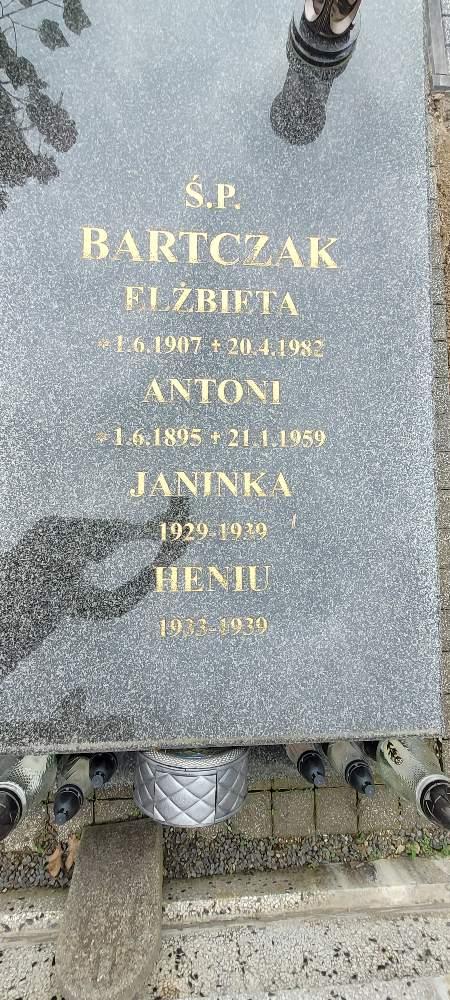 Ś.P.
BARTCZAK
ELŻBIETA
* 1.6.1907 + 20.4.1982
ANTONI
* 1.6.1895 + 21.1.1959
JANINKA
1929-1939
HENIU
1933-1939